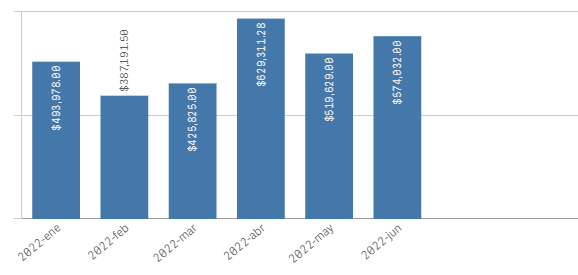 $493,978.00
$387,191.50
$425,825.00
$629,311.28
$519,629.00
$574,032.00
2022-ene
2022-feb
2022-mar
2022-abr
2022-may
2022-jun